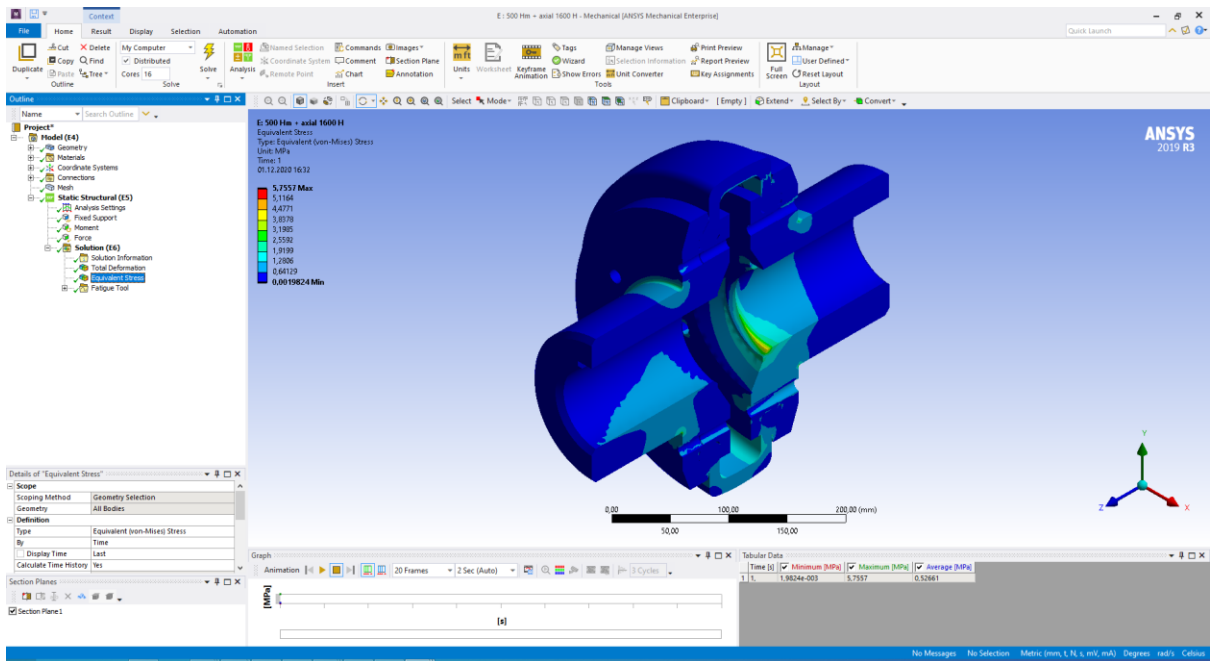 Context
E : 500 Hm + axial 1600 H - Mechanical [ANSYS Mechanical Enterprise]
File Home Result Display Selection Automation
Quick Launch
Duplicate
Cut
Copy
Paste
Delete
Find
Tree
Outline
My Computer
Distributed
Cores 16
Solve
Solve
Analysis
Named Selection
Coordinate System
Remote Point
Commands
Comment
Chart
Images
Section Plane
Annotation
Insert
Units
Worksheet
Keyframe
Animation
Tags
Wizard
Show Errors
Manage Views
Selection Information
Unit Converter
Print Preview
Report Preview
Key Assignments
Tools
Full
Screen
Manage
User Defined
Reset Layout
Layout
Outline
Select Mode Clipboard [Empty] Extend Select By Convert
Name Search Outline
Project*
Model (E4)
Geometry
Materials
Coordinate Systems
Connections
Mesh
Static Structural (E5)
Analysis Settings
Fixed Support
Moment
Force
Solution (E6)
Solution Information
Total Deformation
Equivalent Stress
Fatigue Tool
E: 500 Hm + axial 1600 H
Equivalent Stress
Type: Equivalent (von-Mises) Stress
Unit: MPa
Time: 1
01.12.2020 16:32
5,7557 Max
5,1164
4,4771
3,8378
3,1985
2,5592
1,9199
1,2806
0,64129
0,0019824 Min
ANSYS
2019 R3
Y
Z
X
0,00 100,00 200,00 (mm)
50,00 150,00
Details of "Equivalent Stress"
Scope
Scoping Method Geometry Selection
Geometry All Bodies
Definition
Type Equivalent (von-Mises) Stress
By Time
Display Time Last
Calculate Time History Yes
Section Planes
Section Plane1
Graph
Animation 20 Frames 2 Sec (Auto) 3 Cycles
[MPa]
[s]
Tabular Data
Time [s] Minimum [MPa] Maximum [MPa] Average [MPa]
1 1, 1,9824e-003 5,7557 0,52661
No Messages No Selection Metric (mm, t, N, s, mV, mA) Degrees rad/s Celsius